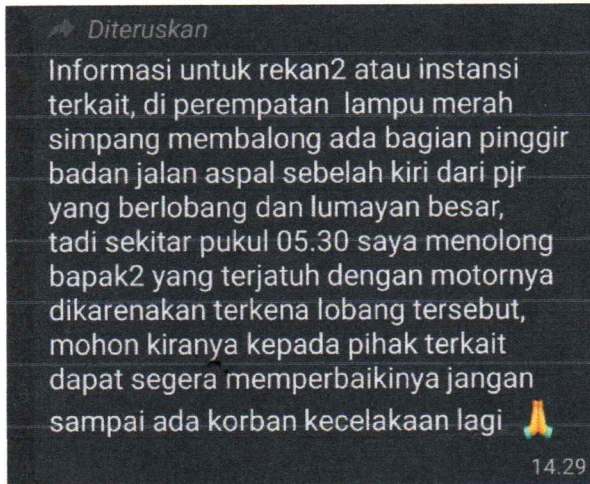 Diteruskan
Informasi untuk rekan2 atau instansi
terkait, di perempatan lampu merah
simpang membalong ada bagian pinggir
badan jalan aspal sebelah kiri dari pjr
yang berlobang dan lumayan besar,
tadi sekitar pukul 05.30 saya menolong
bapak2 yang terjatuh dengan motornya
dikarenakan terkena lobang tersebut,
mohon kiranya kepada pihak terkait
dapat segera memperbaikinya jangan
sampai ada korban kecelakaan lagi 🙏
14.29